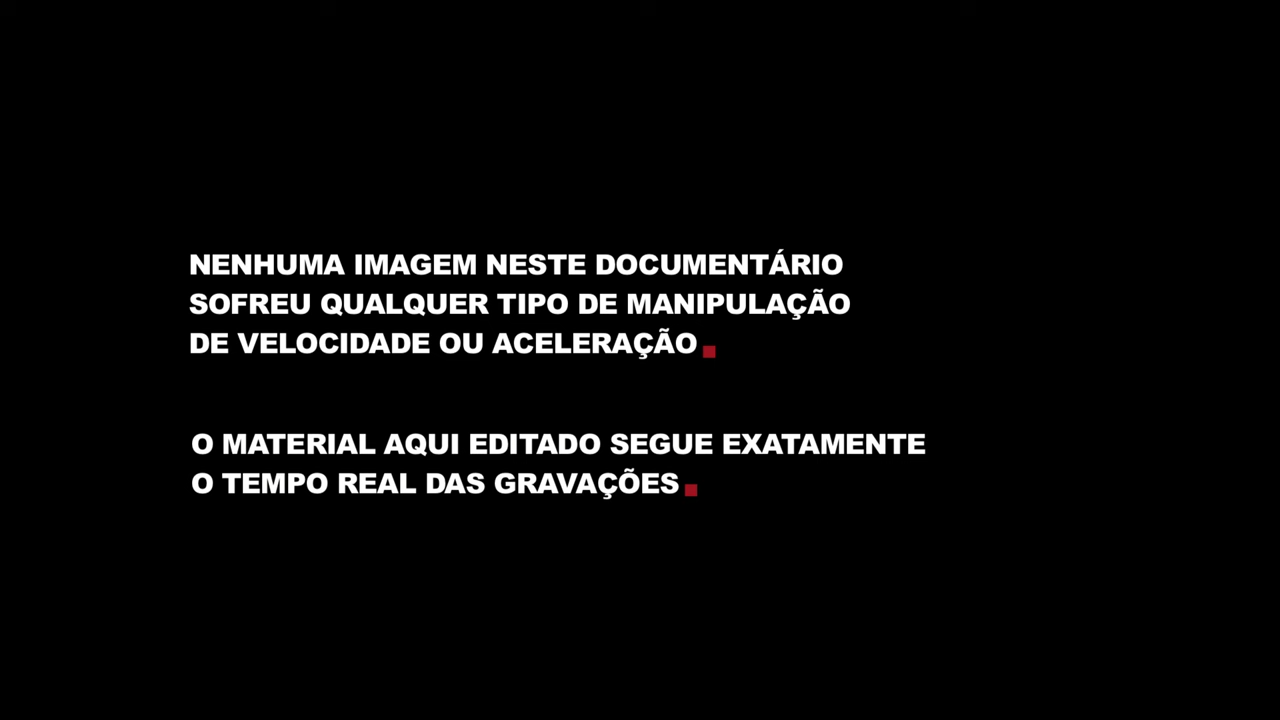 NENHUMA IMAGEM NESTE DOCUMENTÁRIO
SOFREU QUALQUER TIPO DE MANIPULAÇÃO
DE VELOCIDADE OU ACELERAÇÃO.
O MATERIAL AQUI EDITADO SEGUE EXATAMENTE
O TEMPO REAL DAS GRAVAÇÕES.